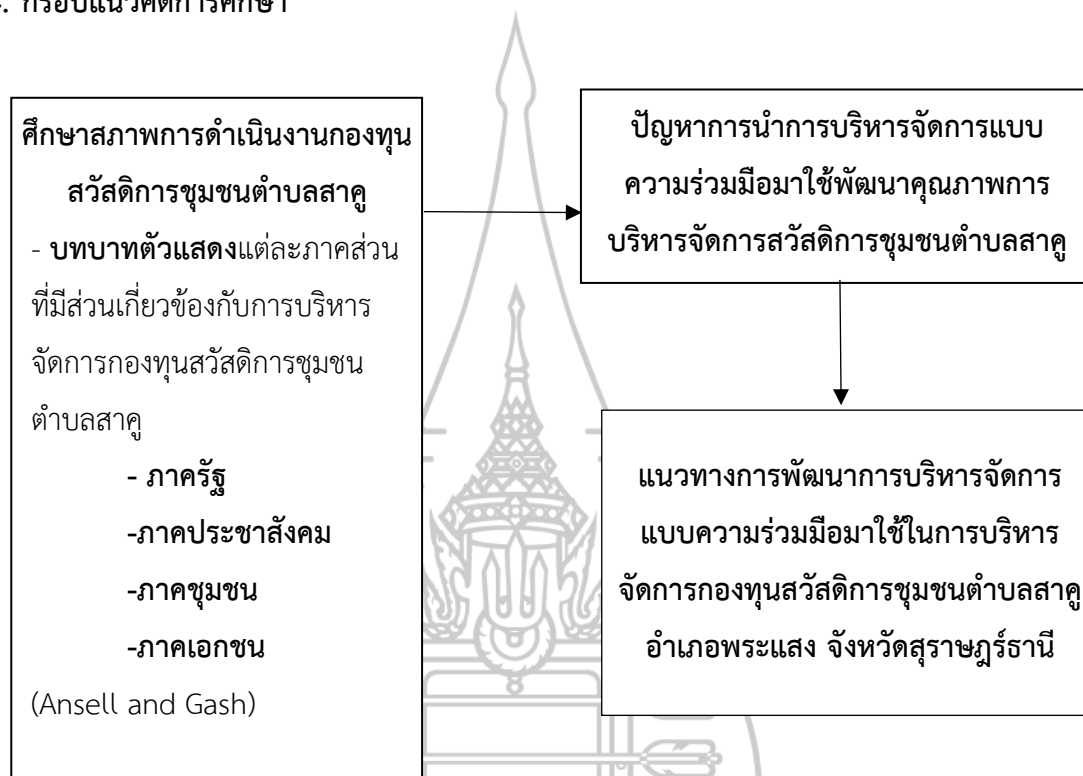 กรอบแนวคิดการศึกษา
ศึกษาสภาพการดำเนินงานกองทุน
สวัสดิการชุมชนตำบลสาคู
- บทบาทตัวแสดงแต่ละภาคส่วน
ที่มีส่วนเกี่ยวข้องกับการบริหาร
จัดการกองทุนสวัสดิการชุมชน
ตำบลสาคู
- ภาครัฐ
-ภาคประชาสังคม
-ภาคชุมชน
-ภาคเอกชน
(Ansell and Gash)
ปัญหาการนำการบริหารจัดการแบบ
ความร่วมมือมาใช้พัฒนาคุณภาพการ
บริหารจัดการสวัสดิการชุมชนตำบลสาคู
แนวทางการพัฒนาการบริหารจัดการ
แบบความร่วมมือมาใช้ในการบริหาร
จัดการกองทุนสวัสดิการชุมชนตำบลสาคู
อำเภอพระแสง จังหวัดสุราษฎร์ธานี